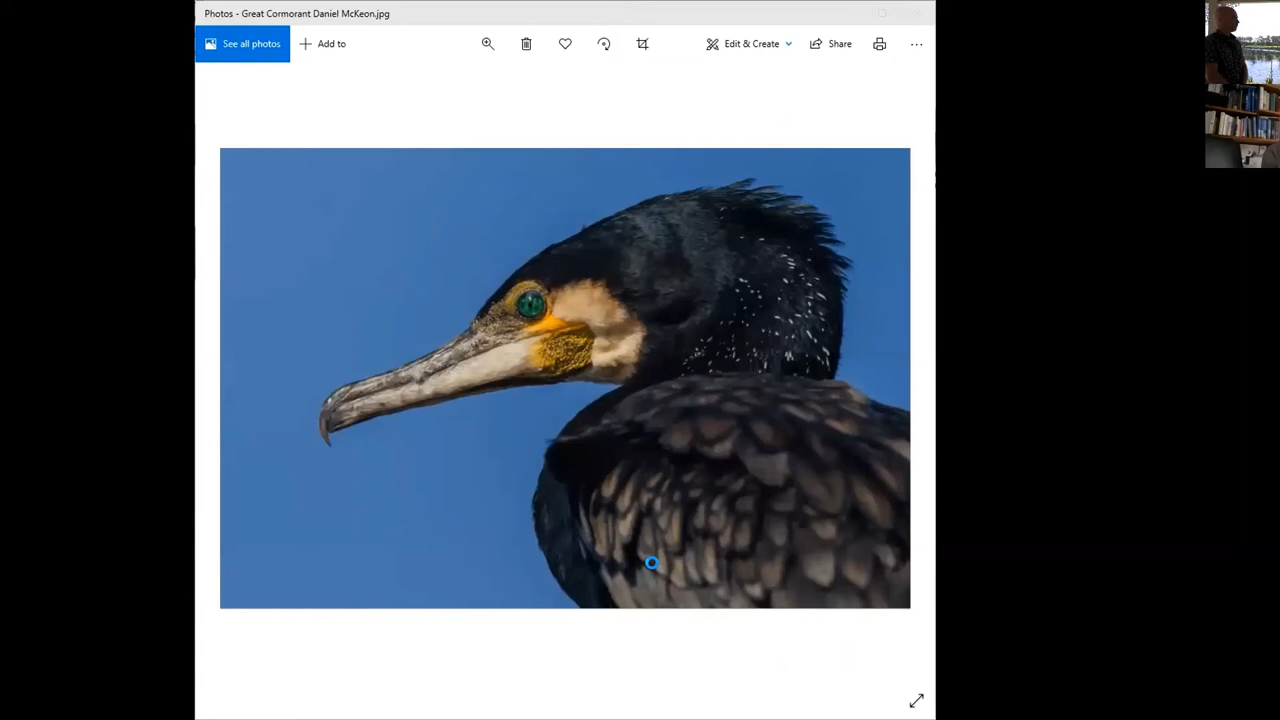 Photos - Great Cormorant Daniel McKeon.jpg
See all photos
Add to
Edit & Create
Share